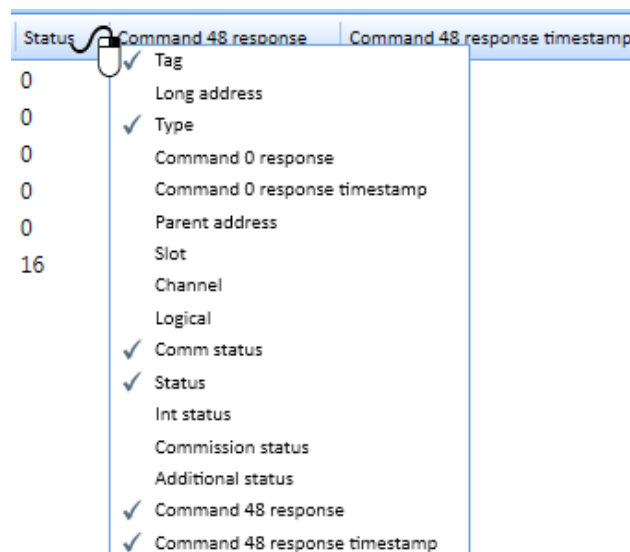 Status Command 48 response Command 48 response timestamp
0
0
0
0
0
16
Tag
Long address
Type
Command 0 response
Command 0 response timestamp
Parent address
Slot
Channel
Logical
Comm status
Status
Int status
Commission status
Additional status
Command 48 response
Command 48 response timestamp